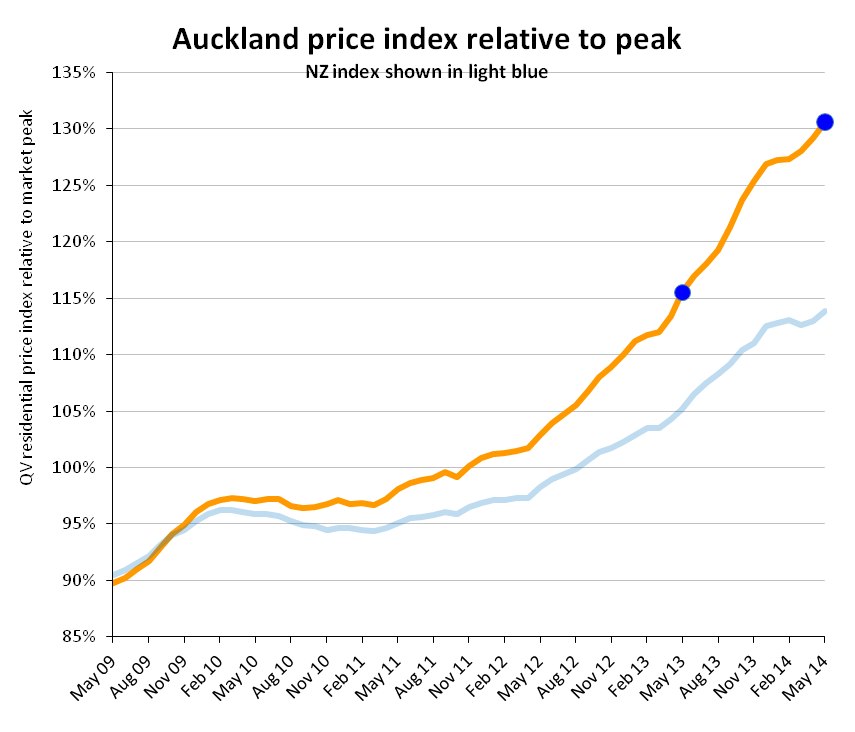 Auckland price index relative to peak
NZ index shown in light blue
QV residential price index relative to market peak
135%
130%
125%
120%
115%
110%
105%
100%
95%
90%
85%
May 09
Aug 09
Nov 09
Feb 10
May 10
Aug 10
Nov 10
Feb 11
May 11
Aug 11
Nov 11
Feb 12
May 12
Aug 12
Nov 12
Feb 13
May 13
Aug 13
Nov 13
Feb 14
May 14